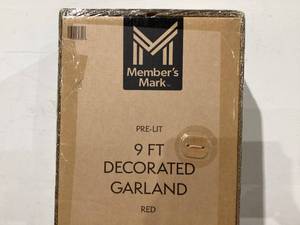 Member's
Mark
PRE-LIT
9 FT
DECORATED
GARLAND
RED